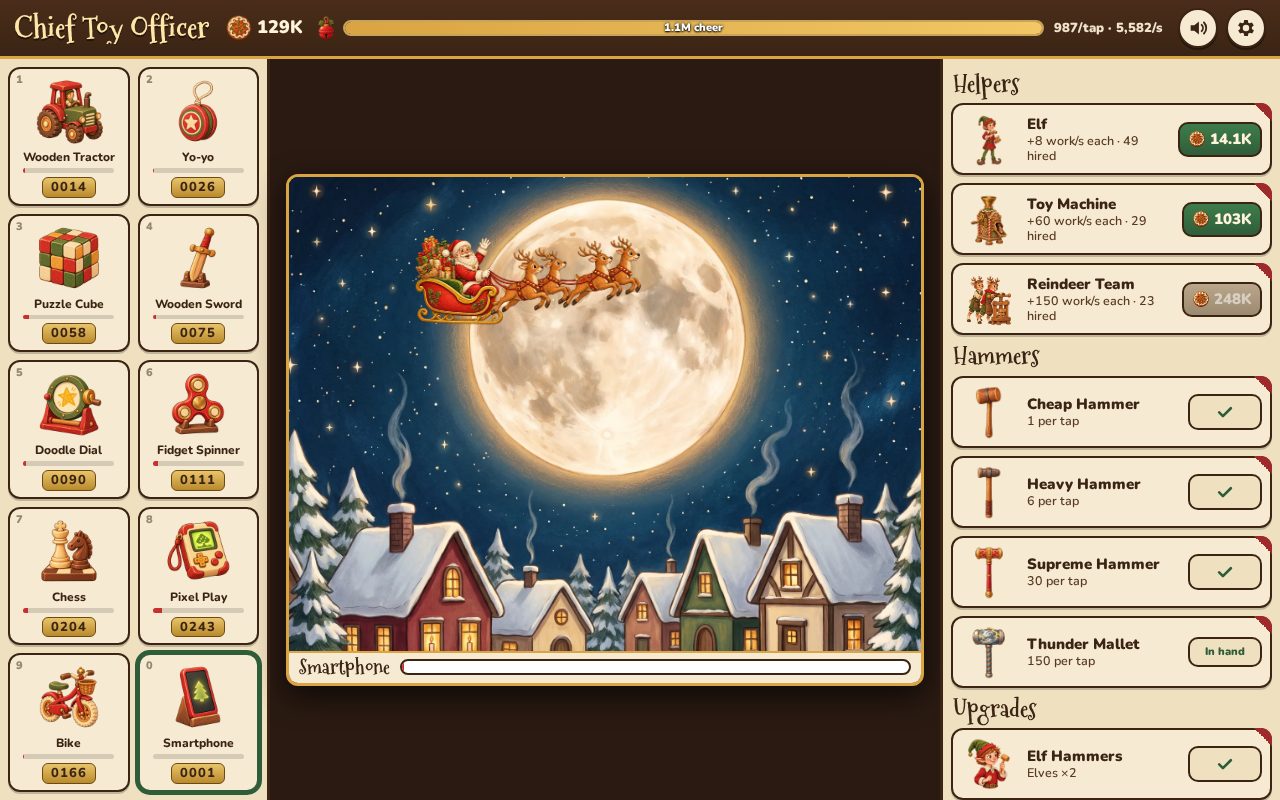 Chief Toy Officer
129K
1.1M cheer
987/tap · 5,582/s
1
Wooden Tractor
0014
2
Yo-yo
0026
3
Puzzle Cube
0058
4
Wooden Sword
0075
5
Doodle Dial
0090
6
Fidget Spinner
0111
7
Chess
0204
8
Pixel Play
0243
9
Bike
0166
0
Smartphone
0001
Smartphone
Helpers
Elf
+8 work/s each · 49
hired
14.1K
Toy Machine
+60 work/s each · 29
hired
103K
Reindeer Team
+150 work/s each · 23
hired
248K
Hammers
Cheap Hammer
1 per tap
Heavy Hammer
6 per tap
Supreme Hammer
30 per tap
Thunder Mallet
150 per tap
In hand
Upgrades
Elf Hammers
Elves ×2